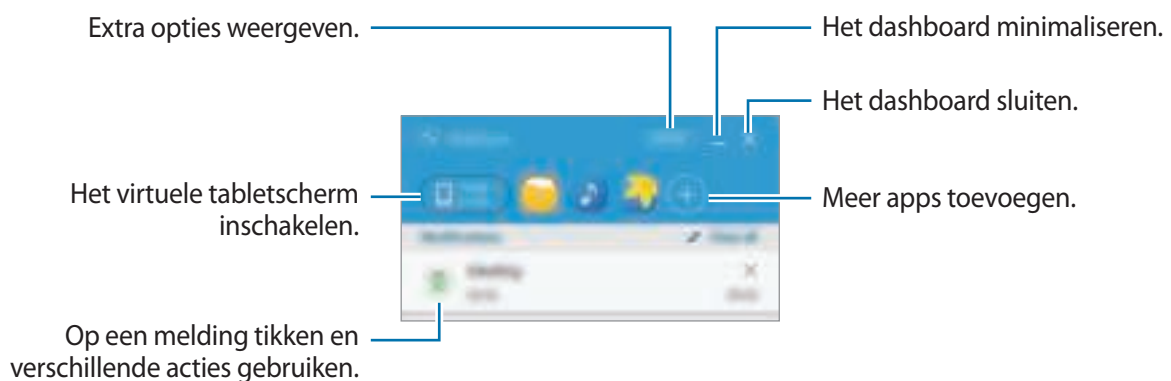 Extra opties weergeven.
Het dashboard minimaliseren.
Het dashboard sluiten.
Het virtuele tabletscherm
inschakelen.
Meer apps toevoegen.
Op een melding tikken en
verschillende acties gebruiken.